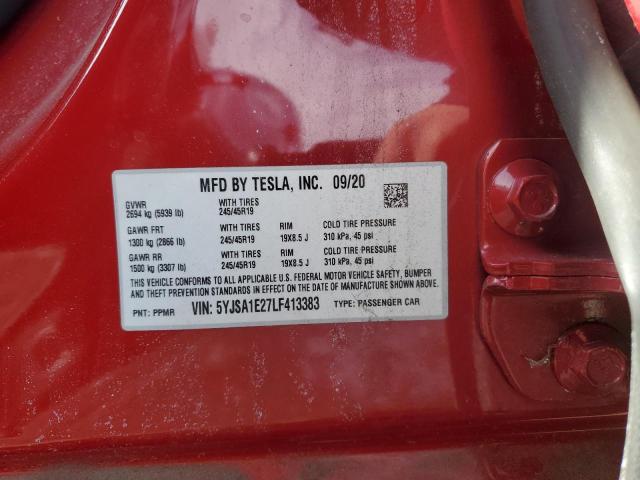 MFD BY TESLA, INC. 09/20
GVWR WITH TIRES
2694 kg (5939 lb) 245/45R19
GAWR FRT WITH TIRES RIM COLD TIRE PRESSURE
1300 kg (2866 lb) 245/45R19 19X8.5 J 310 kPa, 45 psi
GAWR RR WITH TIRES RIM COLD TIRE PRESSURE
1500 kg (3307 lb) 245/45R19 19X8.5 J 310 kPa, 45 psi
THIS VEHICLE CONFORMS TO ALL APPLICABLE U.S. FEDERAL MOTOR VEHICLE SAFETY, BUMPER
AND THEFT PREVENTION STANDARDS IN EFFECT ON THE DATE OF MANUFACTURE SHOWN ABOVE.
PNT: PPMR VIN: 5YJSA1E27LF413383 TYPE: PASSENGER CAR